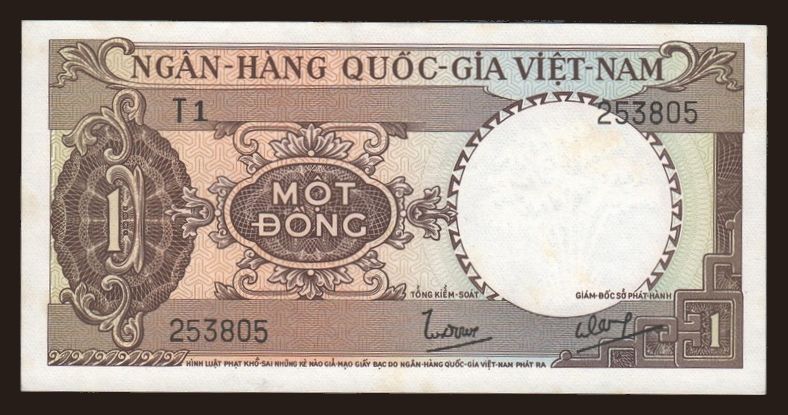 NGÂN-HÀNG QUỐC-GIA VIỆT-NAM
T1 253805
1
MỘT
ĐỒNG
TỔNG KIỂM-SOÁT GIÁM-ĐỐC SỞ PHÁT-HÀNH
253805
1
HÌNH LUẬT PHẠT KHỔ-SAI NHỮNG KẺ NÀO GIẢ-MẠO GIẤY BẠC DO NGÂN-HÀNG QUỐC-GIA VIỆT-NAM PHÁT RA